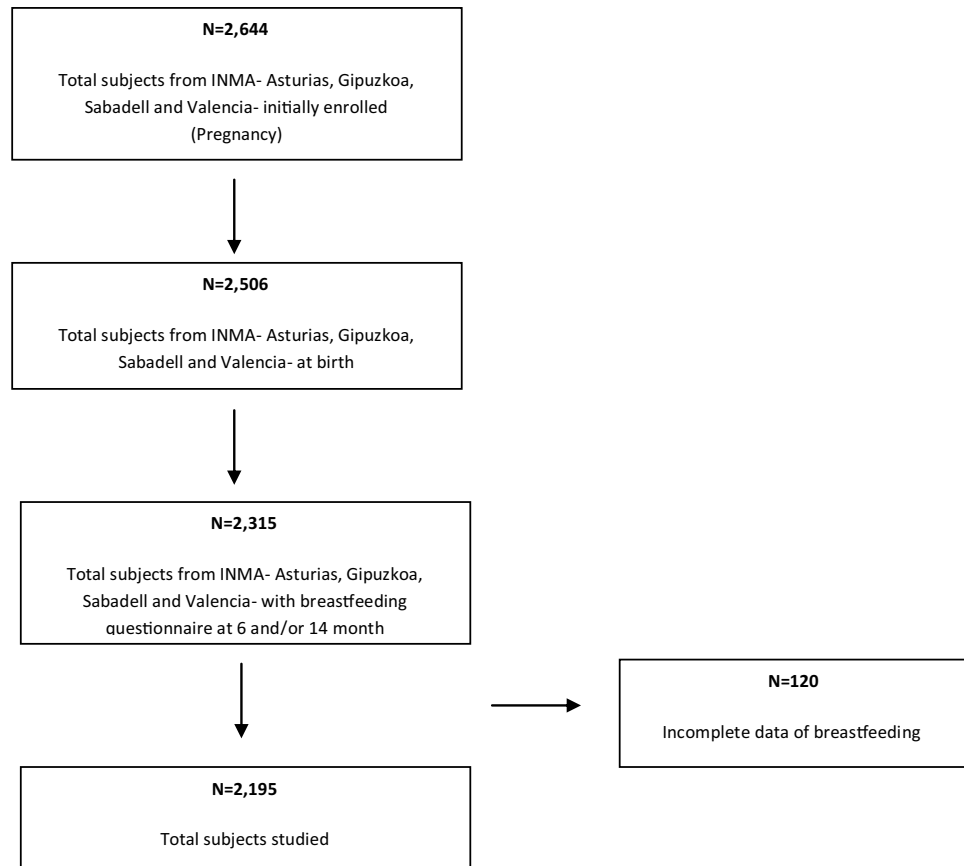 N=2,644
Total subjects from INMA- Asturias, Gipuzkoa,
Sabadell and Valencia- initially enrolled
(Pregnancy)
N=2,506
Total subjects from INMA- Asturias, Gipuzkoa,
Sabadell and Valencia- at birth
N=2,315
Total subjects from INMA- Asturias, Gipuzkoa,
Sabadell and Valencia- with breastfeeding
questionnaire at 6 and/or 14 month
N=120
Incomplete data of breastfeeding
N=2,195
Total subjects studied